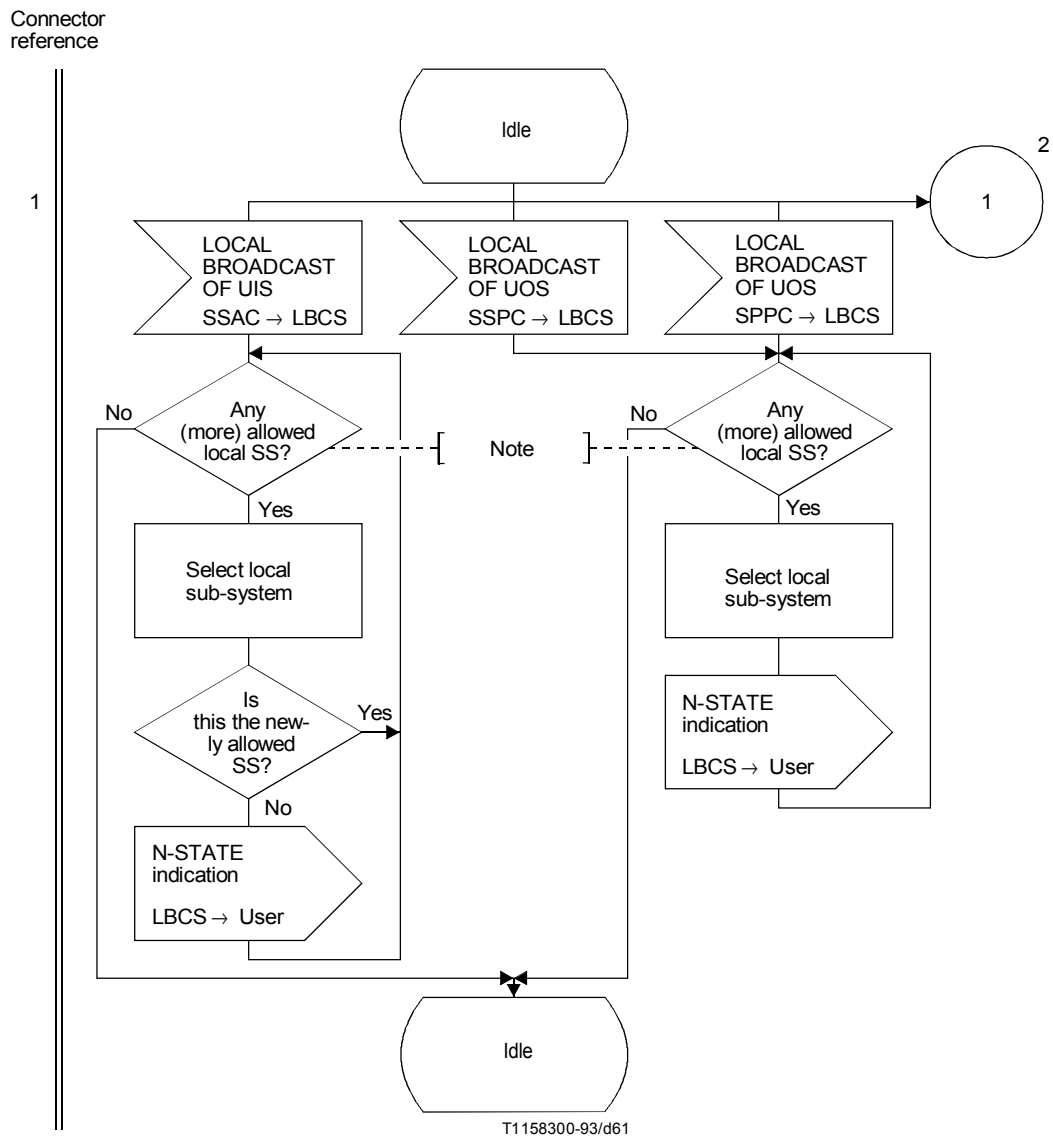 Connector
reference
Idle
2
1
1
LOCAL
BROADCAST
OF UIS
SSAC → LBCS
LOCAL
BROADCAST
OF UOS
SSPC → LBCS
LOCAL
BROADCAST
OF UOS
SPPC → LBCS
No
Any
(more) allowed
local SS?
Note
No
Any
(more) allowed
local SS?
Yes
Yes
Select local
sub-system
Select local
sub-system
Is
this the new-
ly allowed
SS?
Yes
No
N-STATE
indication
LBCS → User
N-STATE
indication
LBCS → User
Idle
T1158300-93/d61